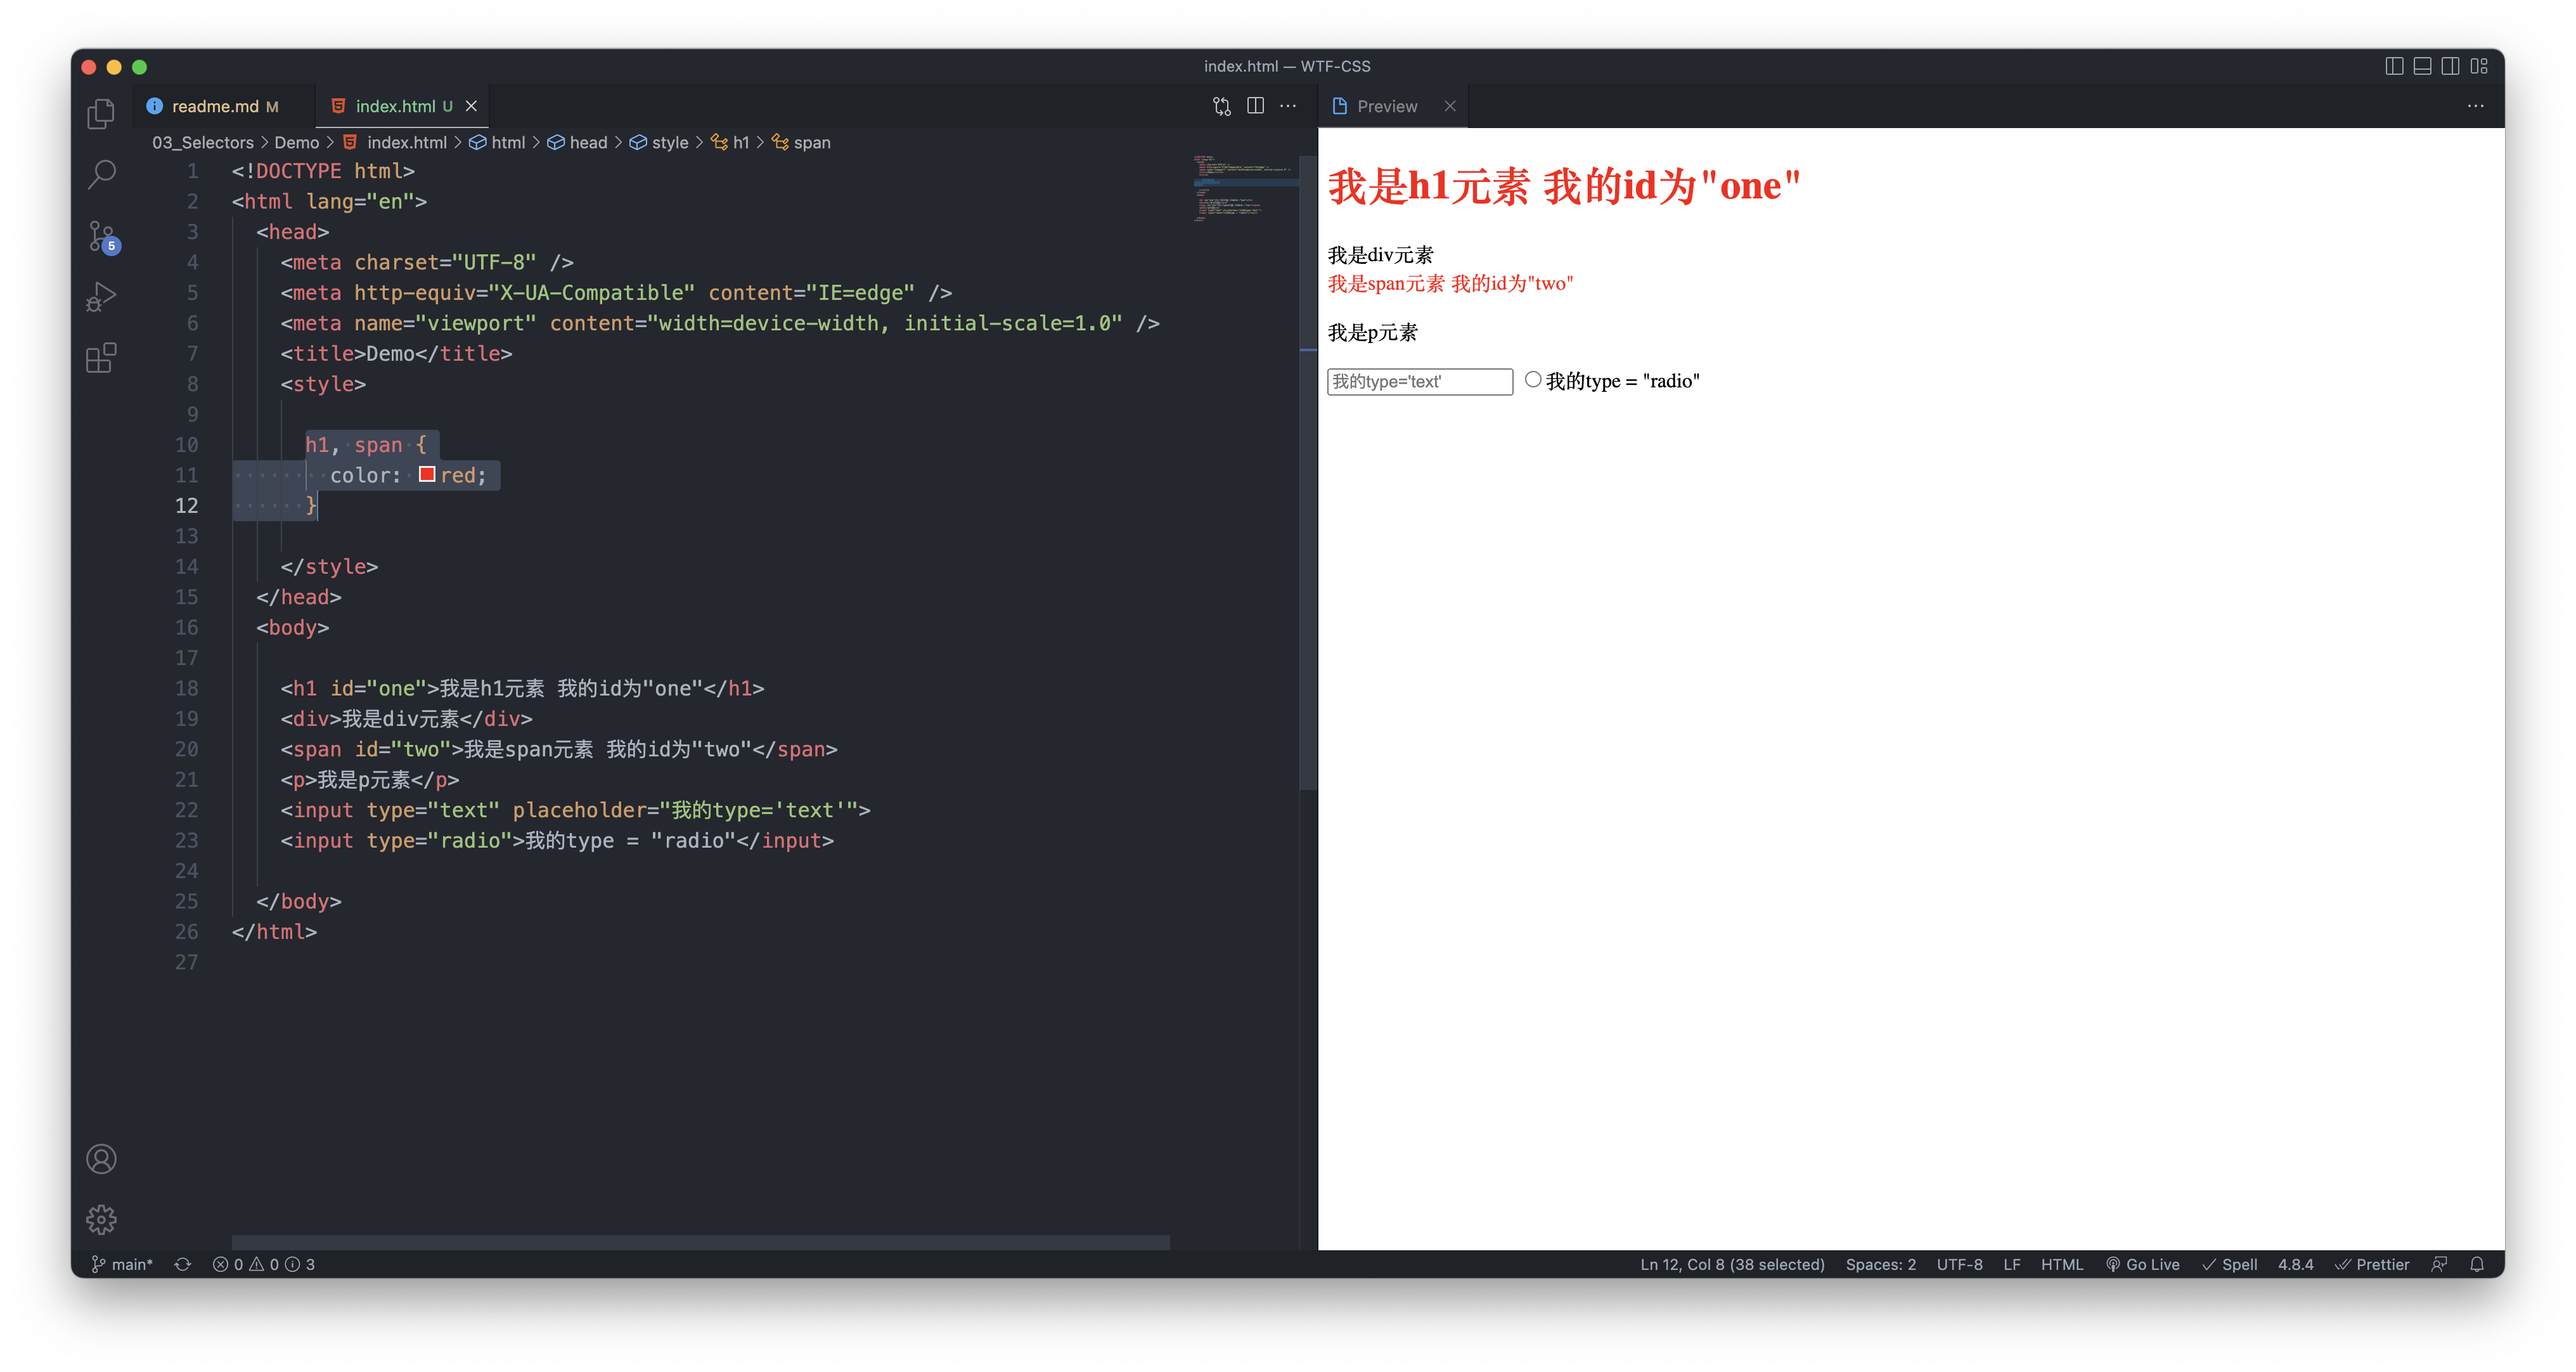 index.html — WTF-CSS
readme.md M
index.html U
Preview
03_Selectors > Demo > index.html > html > head > style > h1 > span
1 <!DOCTYPE html>
2 <html lang="en">
3 <head>
4 <meta charset="UTF-8" />
5 <meta http-equiv="X-UA-Compatible" content="IE=edge" />
6 <meta name="viewport" content="width=device-width, initial-scale=1.0" />
7 <title>Demo</title>
8 <style>
9
10 h1, span {
11 color: red;
12 }
13
14 </style>
15 </head>
16 <body>
17
18 <h1 id="one">我是h1元素 我的id为"one"</h1>
19 <div>我是div元素</div>
20 <span id="two">我是span元素 我的id为"two"</span>
21 <p>我是p元素</p>
22 <input type="text" placeholder="我的type='text'">
23 <input type="radio">我的type = "radio"</input>
24
25 </body>
26 </html>
27
5
我是h1元素 我的id为"one"
我是div元素
我是span元素 我的id为"two"
我是p元素
我的type='text' 我的type = "radio"
main* 0 0 3 Ln 12, Col 8 (38 selected) Spaces: 2 UTF-8 LF HTML Go Live Spell 4.8.4 Prettier